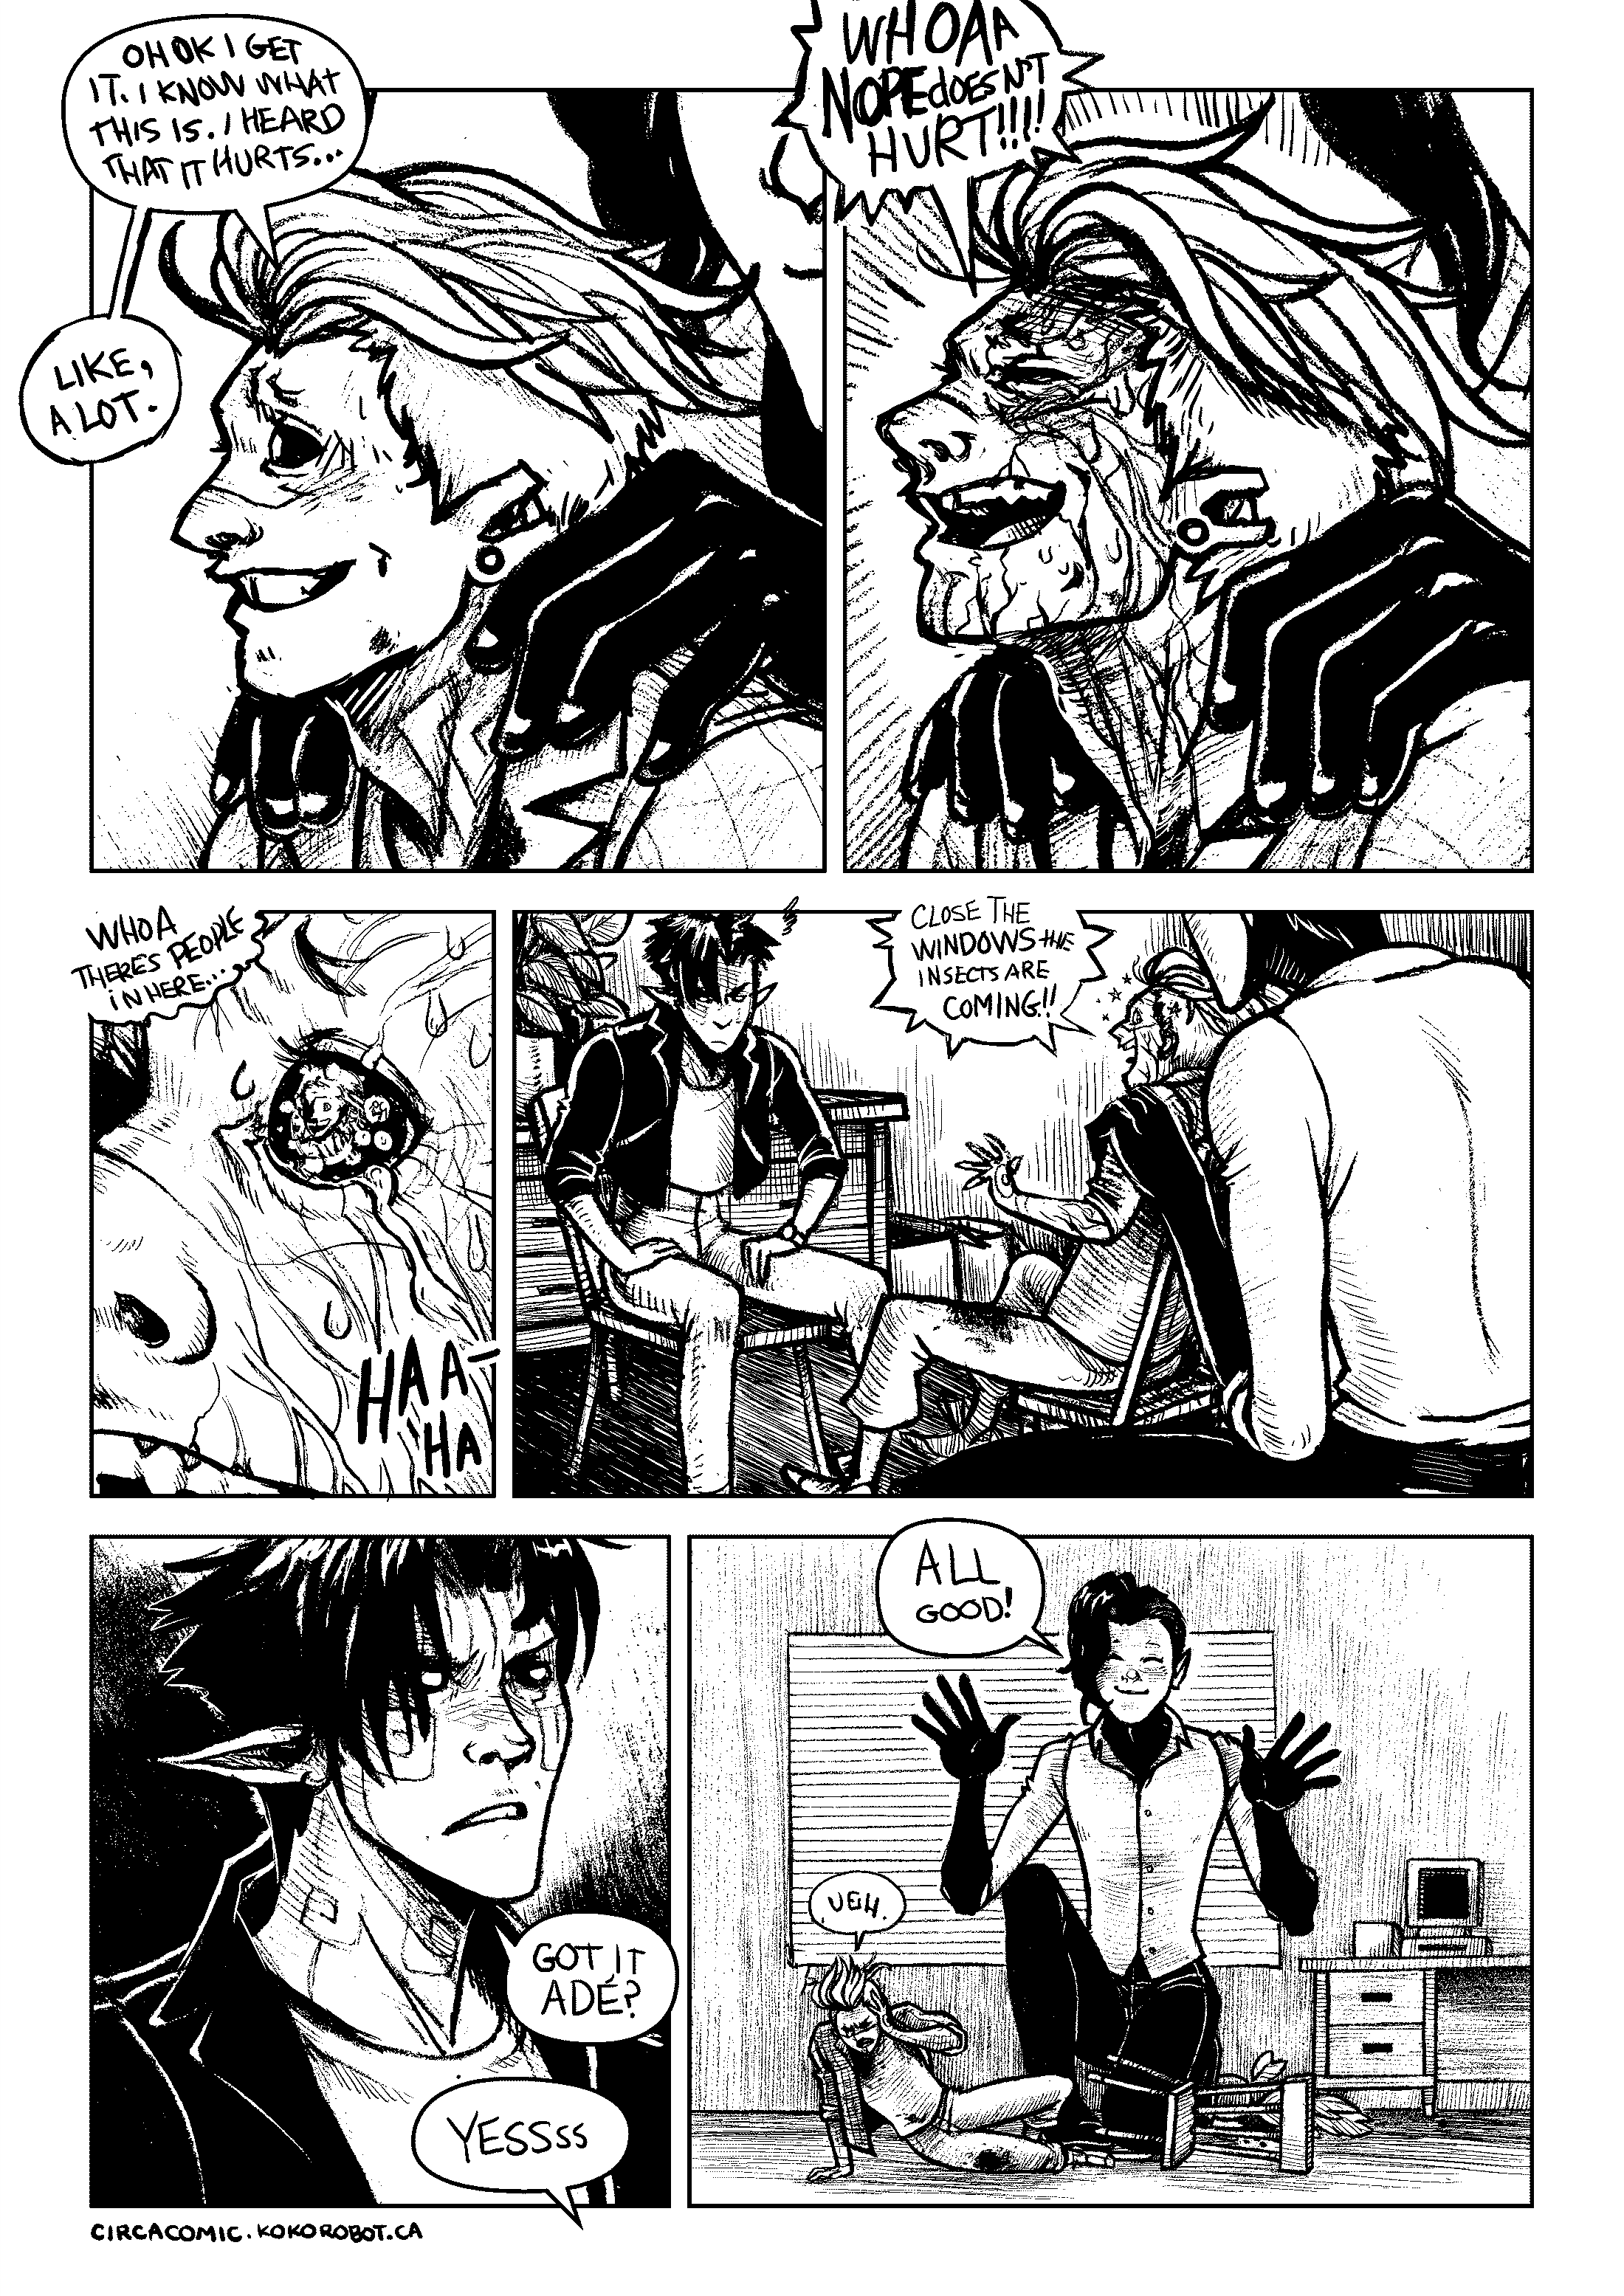 OH OK I GET
IT. I KNOW WHAT
THIS IS. I HEARD
THAT IT HURTS...
LIKE,
A LOT.
WHOAA
NOPE dOESN'T
HURT!!!!
WHOA
THERES PEOPLE
iN HERE...
HAA-
HA
CLOSE THE
WINDOWS THE
INSECTS ARE
COMING!!
GOT IT
ADÉ?
YESSss
ALL
GOOD!
UGH.
CIRCACOMIC.KOKOROBOT.CA